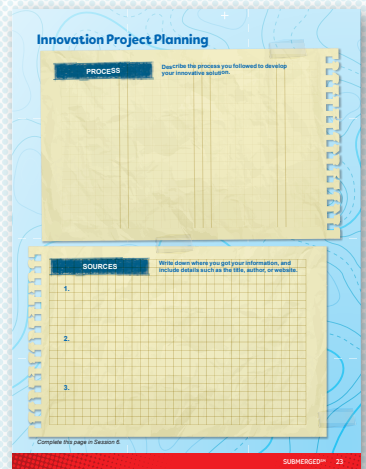 Innovation Project Planning
PROCESS
Describe the process you followed to develop
your innovative solution.
SOURCES
Write down where you got your information, and
include details such as the title, author, or website.
1.
2.
3.
Complete this page in Session 6.
SUBMERGED℠ 23